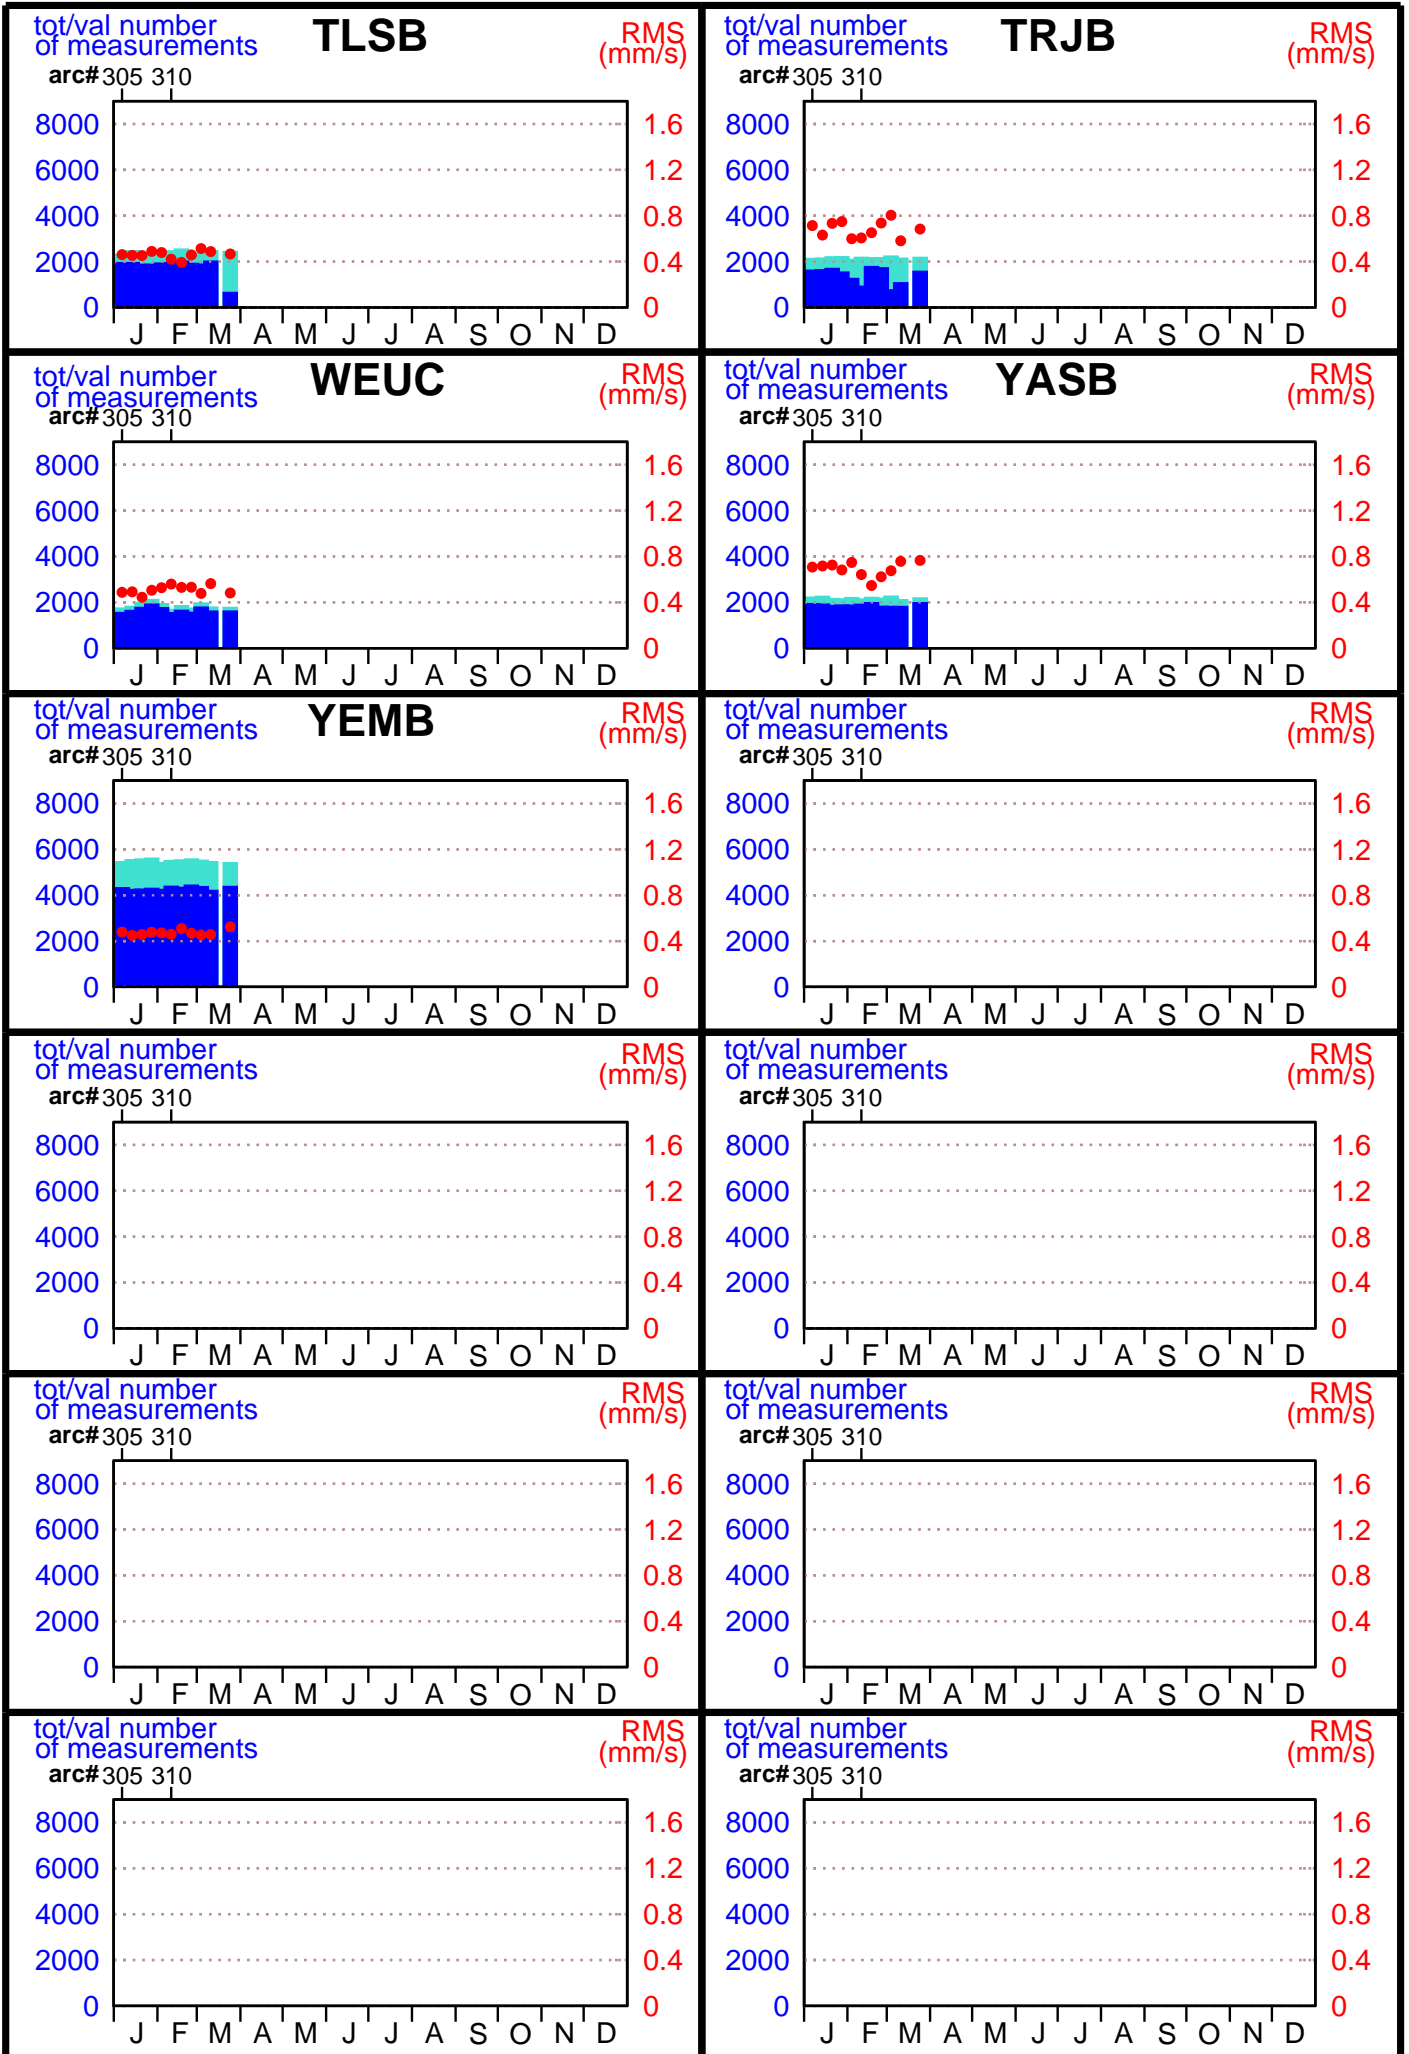 tot/val number
of measurements
TLSB
RMS
(mm/s)
arc# 305 310
8000 1.6
6000 1.2
4000 0.8
2000 0.4
0 0
J F M A M J J A S O N D
tot/val number
of measurements
TRJB
RMS
(mm/s)
arc# 305 310
8000 1.6
6000 1.2
4000 0.8
2000 0.4
0 0
J F M A M J J A S O N D
tot/val number
of measurements
WEUC
RMS
(mm/s)
arc# 305 310
8000 1.6
6000 1.2
4000 0.8
2000 0.4
0 0
J F M A M J J A S O N D
tot/val number
of measurements
YASB
RMS
(mm/s)
arc# 305 310
8000 1.6
6000 1.2
4000 0.8
2000 0.4
0 0
J F M A M J J A S O N D
tot/val number
of measurements
YEMB
RMS
(mm/s)
arc# 305 310
8000 1.6
6000 1.2
4000 0.8
2000 0.4
0 0
J F M A M J J A S O N D
tot/val number
of measurements
RMS
(mm/s)
arc# 305 310
8000 1.6
6000 1.2
4000 0.8
2000 0.4
0 0
J F M A M J J A S O N D
tot/val number
of measurements
RMS
(mm/s)
arc# 305 310
8000 1.6
6000 1.2
4000 0.8
2000 0.4
0 0
J F M A M J J A S O N D
tot/val number
of measurements
RMS
(mm/s)
arc# 305 310
8000 1.6
6000 1.2
4000 0.8
2000 0.4
0 0
J F M A M J J A S O N D
tot/val number
of measurements
RMS
(mm/s)
arc# 305 310
8000 1.6
6000 1.2
4000 0.8
2000 0.4
0 0
J F M A M J J A S O N D
tot/val number
of measurements
RMS
(mm/s)
arc# 305 310
8000 1.6
6000 1.2
4000 0.8
2000 0.4
0 0
J F M A M J J A S O N D
tot/val number
of measurements
RMS
(mm/s)
arc# 305 310
8000 1.6
6000 1.2
4000 0.8
2000 0.4
0 0
J F M A M J J A S O N D
tot/val number
of measurements
RMS
(mm/s)
arc# 305 310
8000 1.6
6000 1.2
4000 0.8
2000 0.4
0 0
J F M A M J J A S O N D